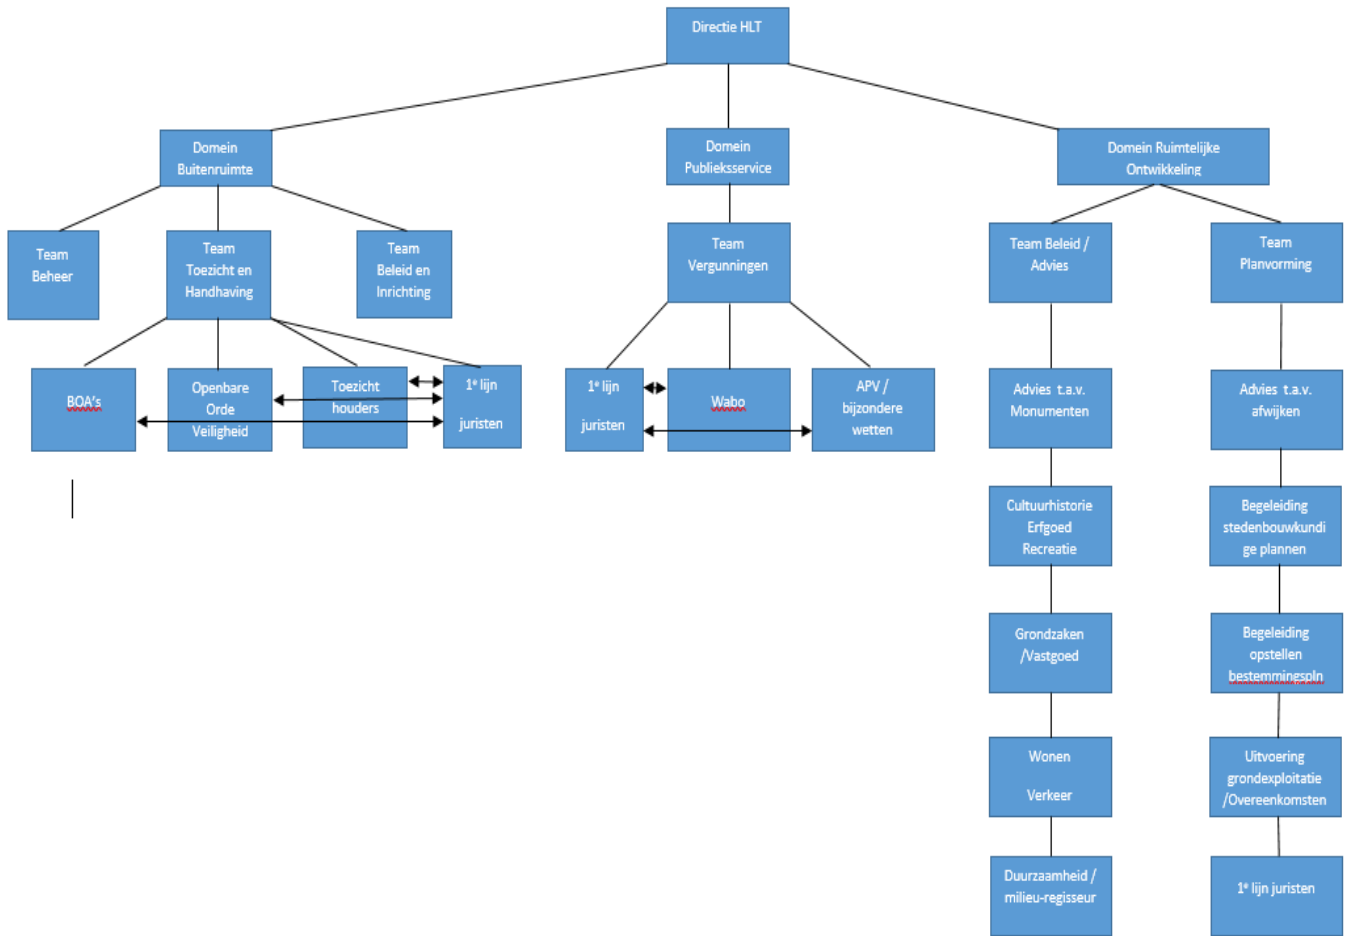 Directie HLT
Domein
Buitenruimte
Domein
Publieksservice
Domein Ruimtelijke
Ontwikkeling
Team
Beheer
Team
Toezicht en
Handhaving
Team
Beleid en
Inrichting
Team
Vergunningen
Team Beleid /
Advies
Team
Planvorming
BOA's
Openbare
Orde
Veiligheid
Toezicht
houders
1e lijn
juristen
1e lijn
juristen
Wabo
APV /
bijzondere
wetten
Advies t.a.v.
Monumenten
Advies t.a.v.
afwijken
Cultuurhistorie
Erfgoed
Recreatie
Begeleiding
stedenbouwkundi
ge plannen
Grondzaken
/Vastgoed
Begeleiding
opstellen
bestemmingspln
Wonen
Verkeer
Uitvoering
grondexploitatie
/Overeenkomsten
Duurzaamheid /
milieu-regisseur
1e lijn juristen